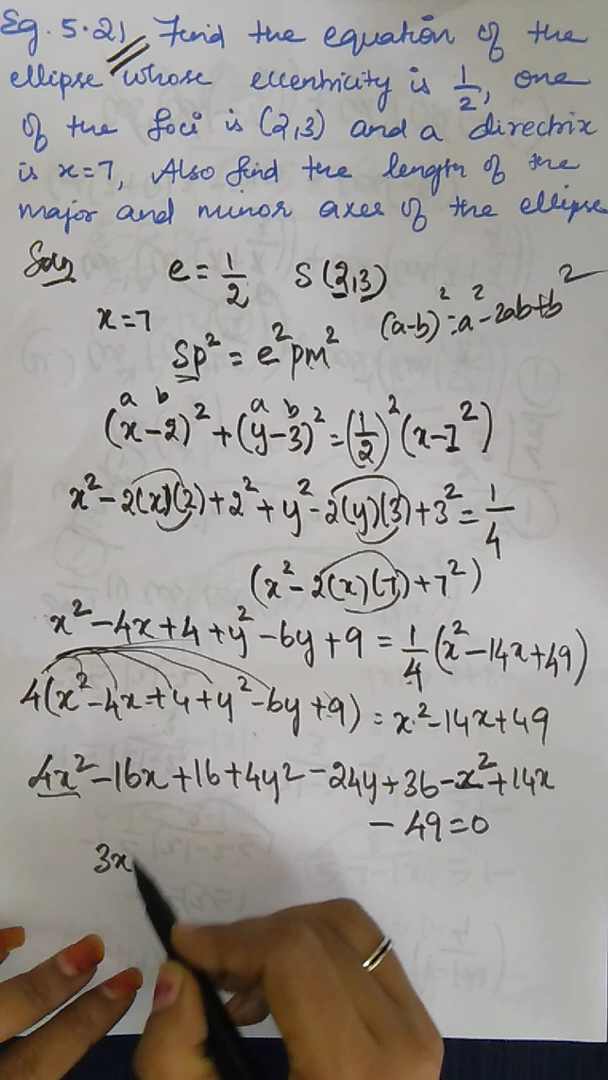 Eg. 5.21 Find the equation of the
ellipse whose eccentricity is 1/2, one
of the foci is (2,3) and a directrix
is x=7, Also find the length of the
major and minor axes of the ellipse
Soln e = 1/2 S (2,3)
x=7 (a-b)² = a² - 2ab + b²
Sp² = e² pm²
a b a b
(x-2)² + (y-3)² = (1/2)² (x-7²)
x² - 2(x)(2) + 2² + y² - 2(y)(3) + 3² = 1/4
(x² - 2(x)(7) + 7²)
x² - 4x + 4 + y² - 6y + 9 = 1/4 (x² - 14x + 49)
4(x² - 4x + 4 + y² - 6y + 9) = x² - 14x + 49
4x² - 16x + 16 + 4y² - 24y + 36 - x² + 14x
- 49 = 0
3x